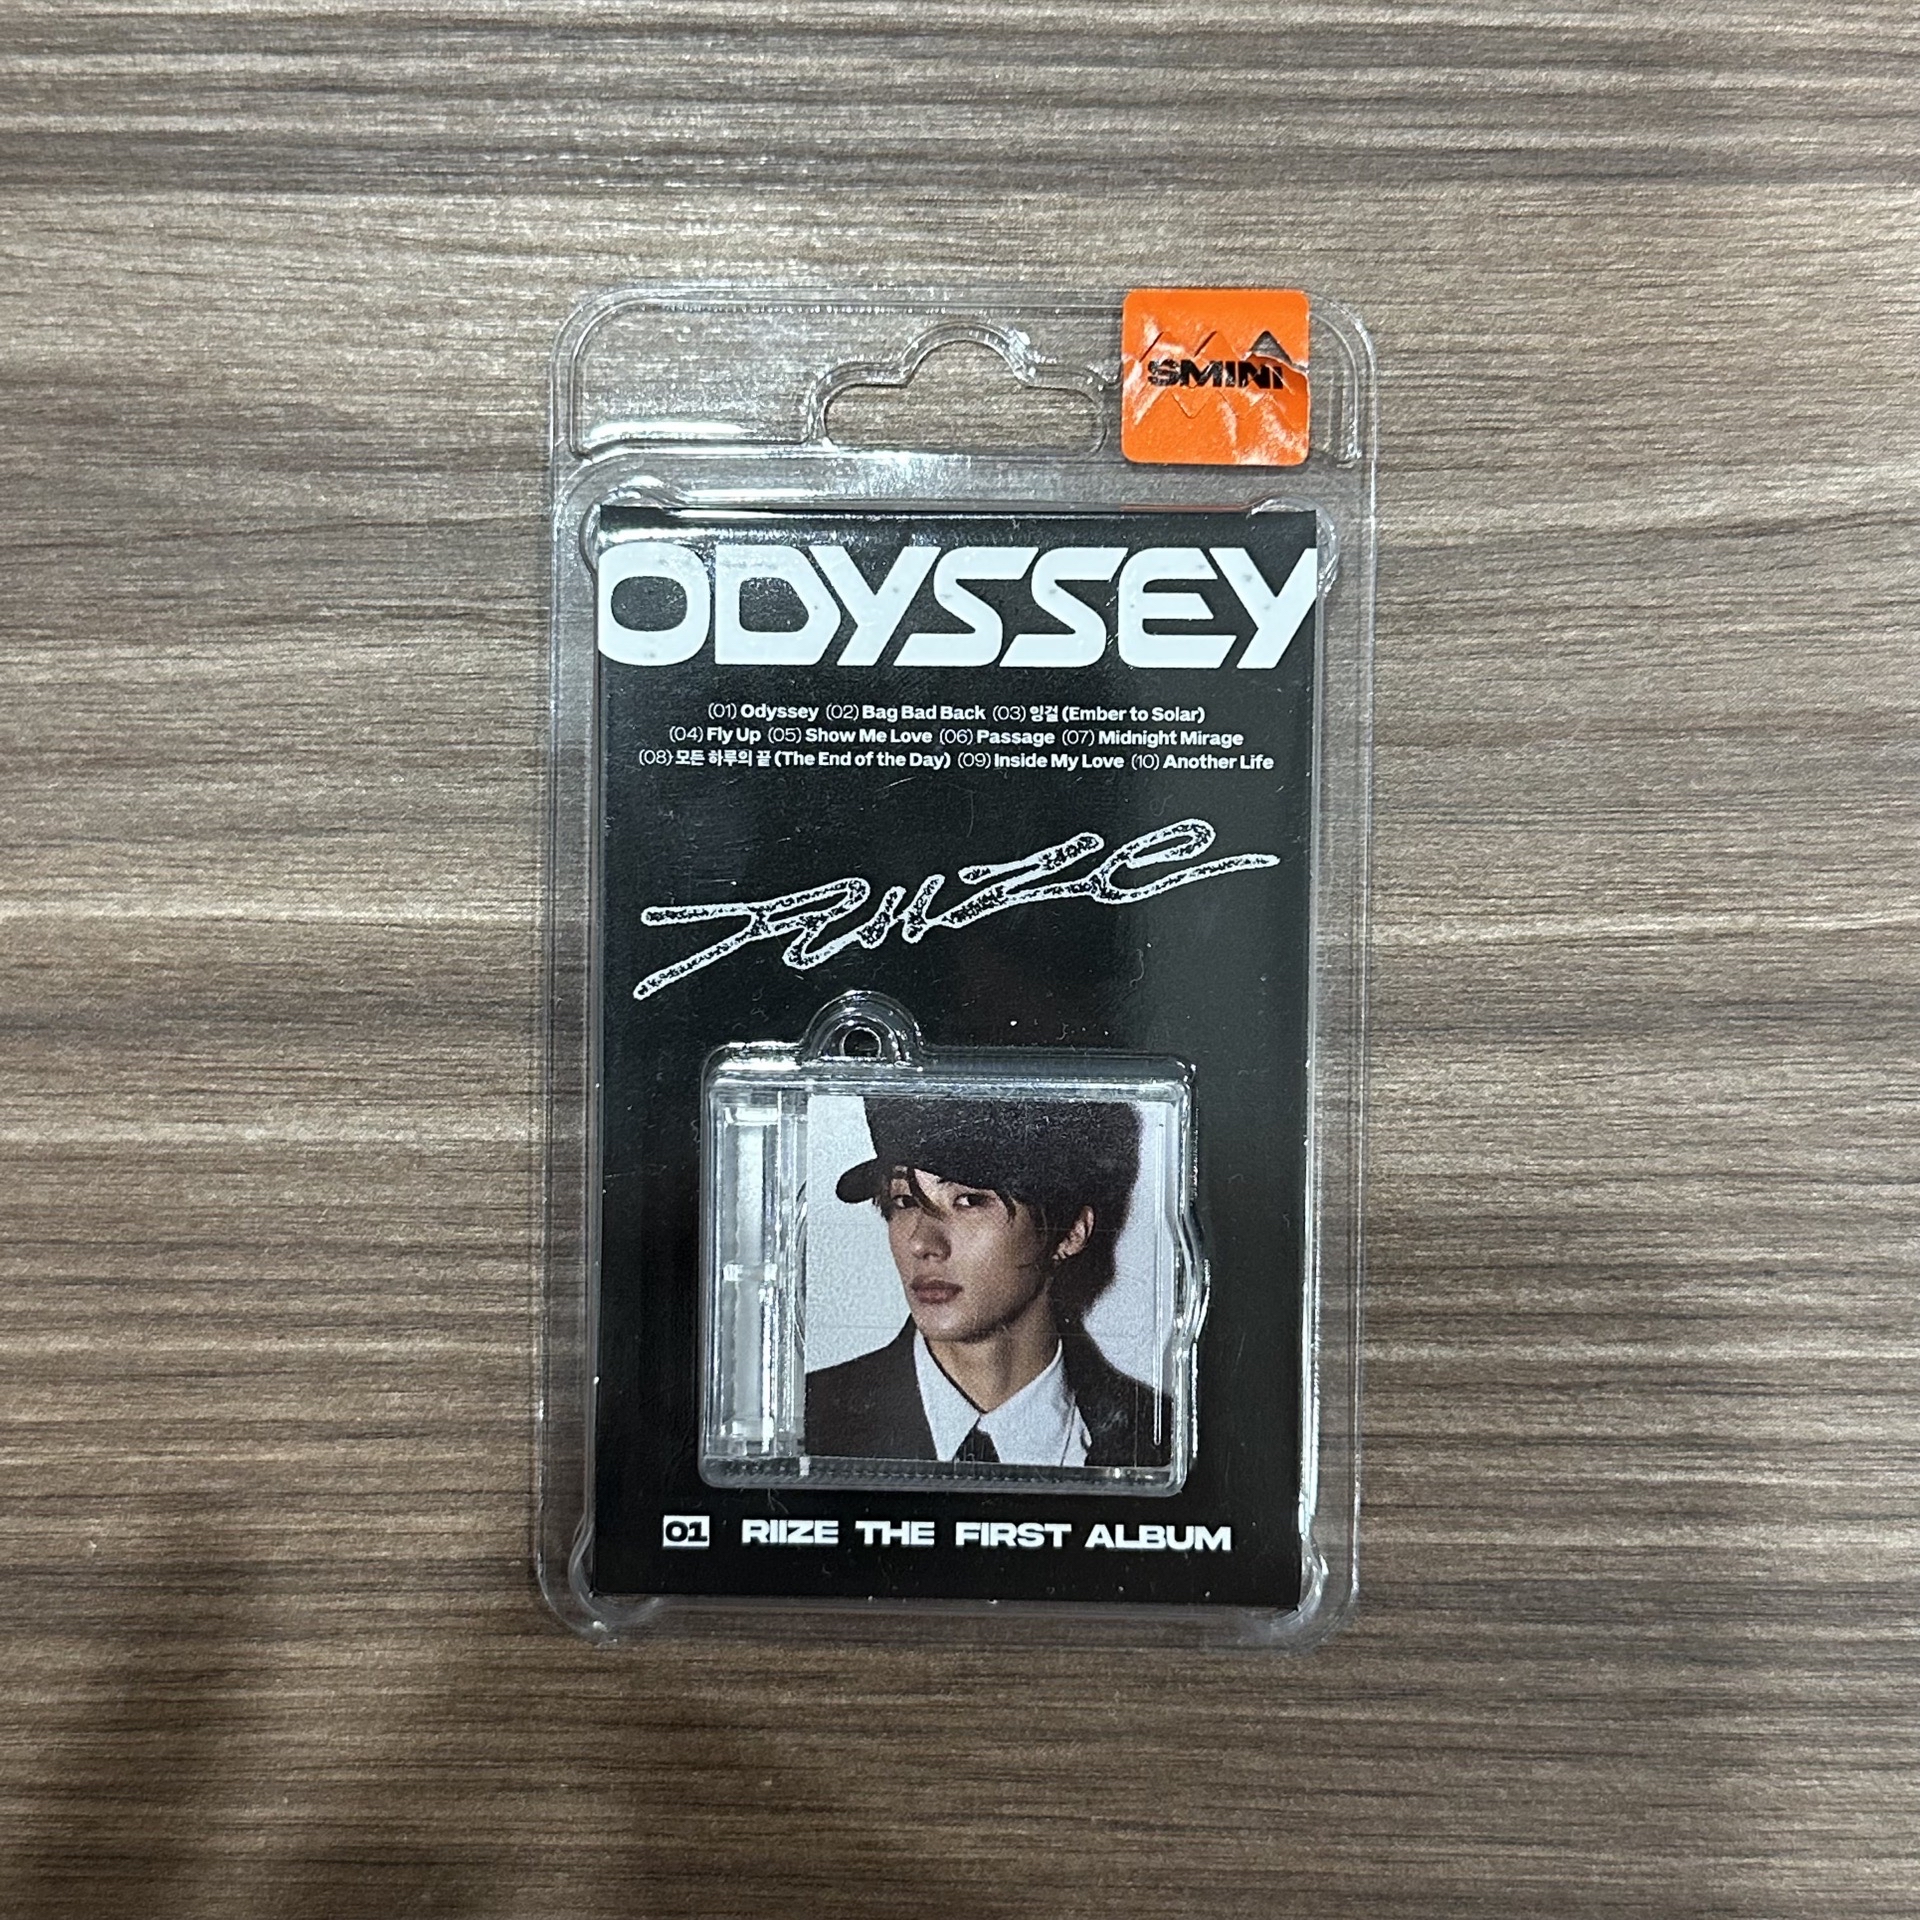 SMINI
ODYSSEY
(01) Odyssey (02) Bag Bad Back (03) 잉걸 (Ember to Solar)
(04) Fly Up (05) Show Me Love (06) Passage (07) Midnight Mirage
(08) 모든 하루의 끝 (The End of the Day) (09) Inside My Love (10) Another Life
RIIZE
01 RIIZE THE FIRST ALBUM